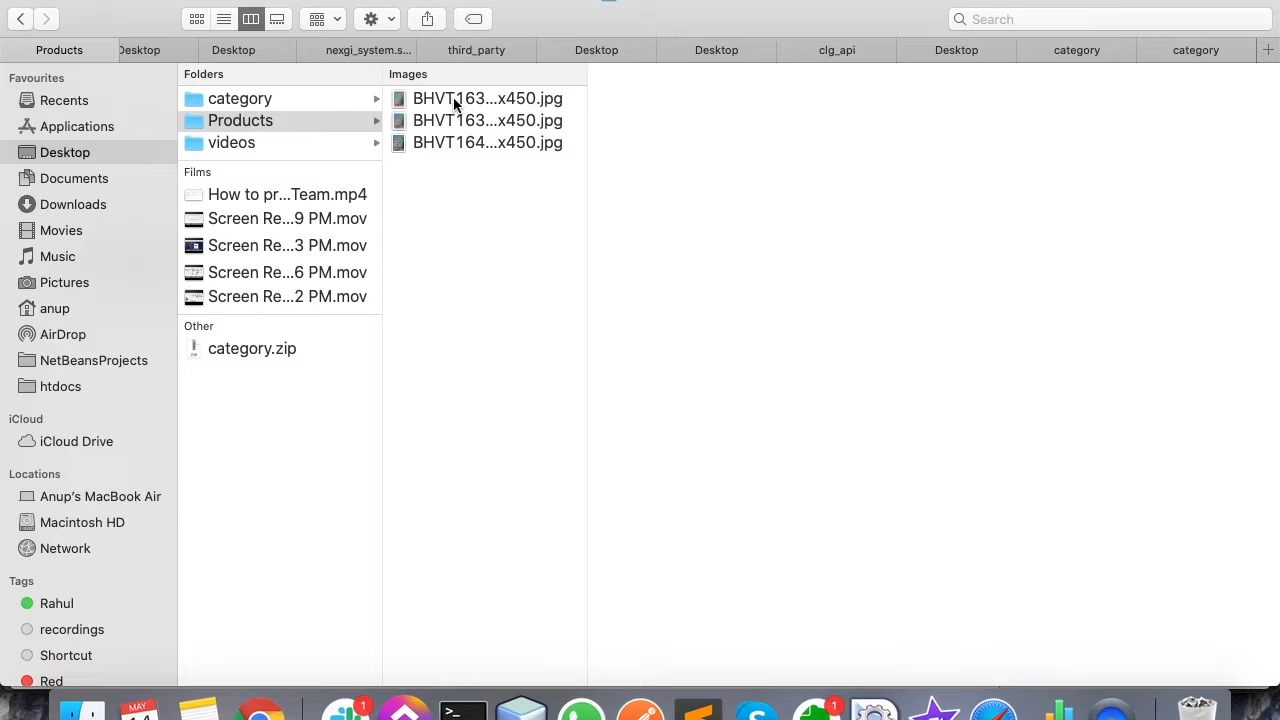 Search
Products
Desktop
Desktop
nexgi_system.s...
third_party
Desktop
Desktop
clg_api
Desktop
category
category
Favourites
Recents
Applications
Desktop
Documents
Downloads
Movies
Music
Pictures
anup
AirDrop
NetBeansProjects
htdocs
iCloud
iCloud Drive
Locations
Anup's MacBook Air
Macintosh HD
Network
Tags
Rahul
recordings
Shortcut
Red
Folders
category
Products
videos
Films
How to pr...Team.mp4
Screen Re...9 PM.mov
Screen Re...3 PM.mov
Screen Re...6 PM.mov
Screen Re...2 PM.mov
Other
category.zip
Images
BHVT163...x450.jpg
BHVT163...x450.jpg
BHVT164...x450.jpg
MAY
1
1